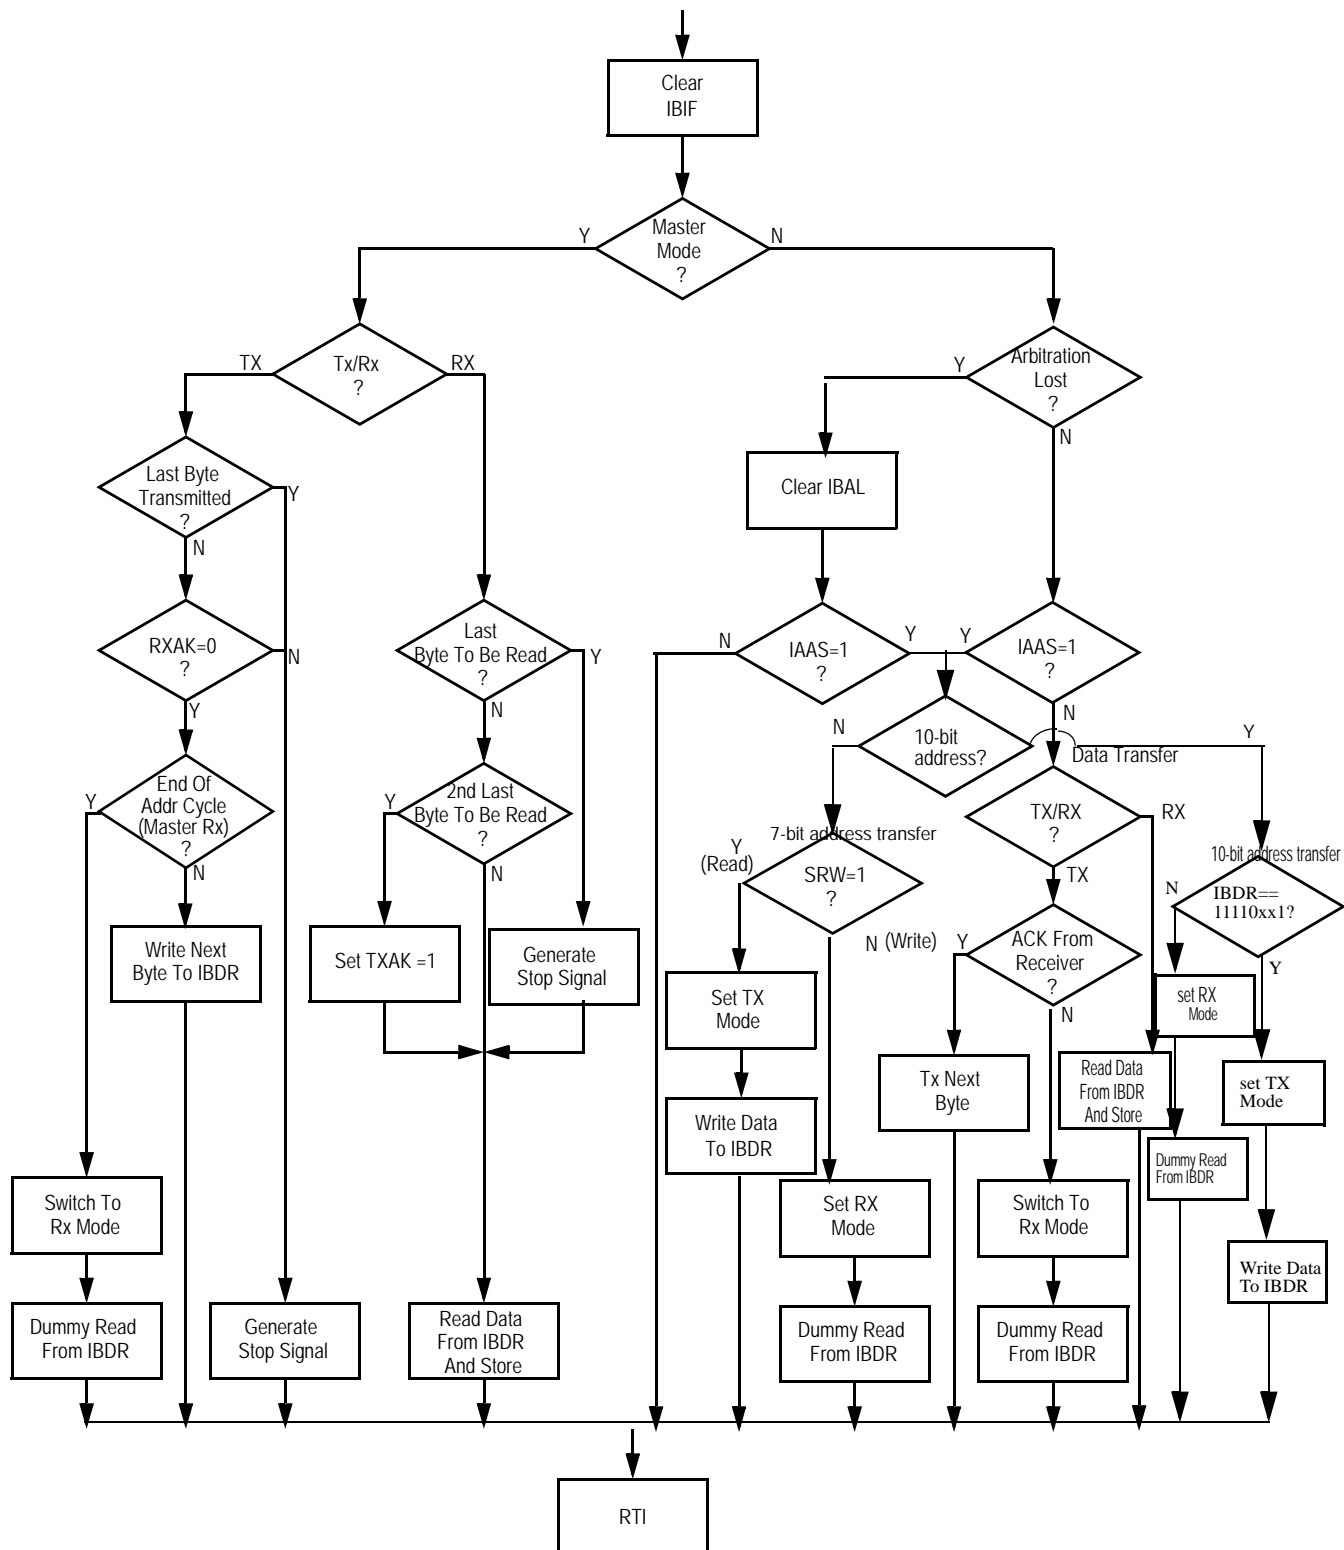 Clear
IBIF
Master
Mode
?
Y
N
Tx/Rx
?
TX
RX
Arbitration
Lost
?
Y
N
Last Byte
Transmitted
?
Y
N
Clear IBAL
RXAK=0
?
N
Y
Last
Byte To Be Read
?
Y
N
IAAS=1
?
N
Y
IAAS=1
?
Y
N
10-bit
address?
N
Y
Data Transfer
End Of
Addr Cycle
(Master Rx)
?
Y
N
2nd Last
Byte To Be Read
?
Y
N
7-bit address transfer
Y
(Read)
SRW=1
?
N (Write)
TX/RX
?
RX
TX
10-bit address transfer
IBDR==
11110xx1?
N
Y
Write Next
Byte To IBDR
Set TXAK =1
Generate
Stop Signal
ACK From
Receiver
?
Y
N
Set TX
Mode
set RX
Mode
Tx Next
Byte
Read Data
From IBDR
And Store
set TX
Mode
Write Data
To IBDR
Dummy Read
From IBDR
Switch To
Rx Mode
Set RX
Mode
Switch To
Rx Mode
Write Data
To IBDR
Dummy Read
From IBDR
Generate
Stop Signal
Read Data
From IBDR
And Store
Dummy Read
From IBDR
Dummy Read
From IBDR
RTI